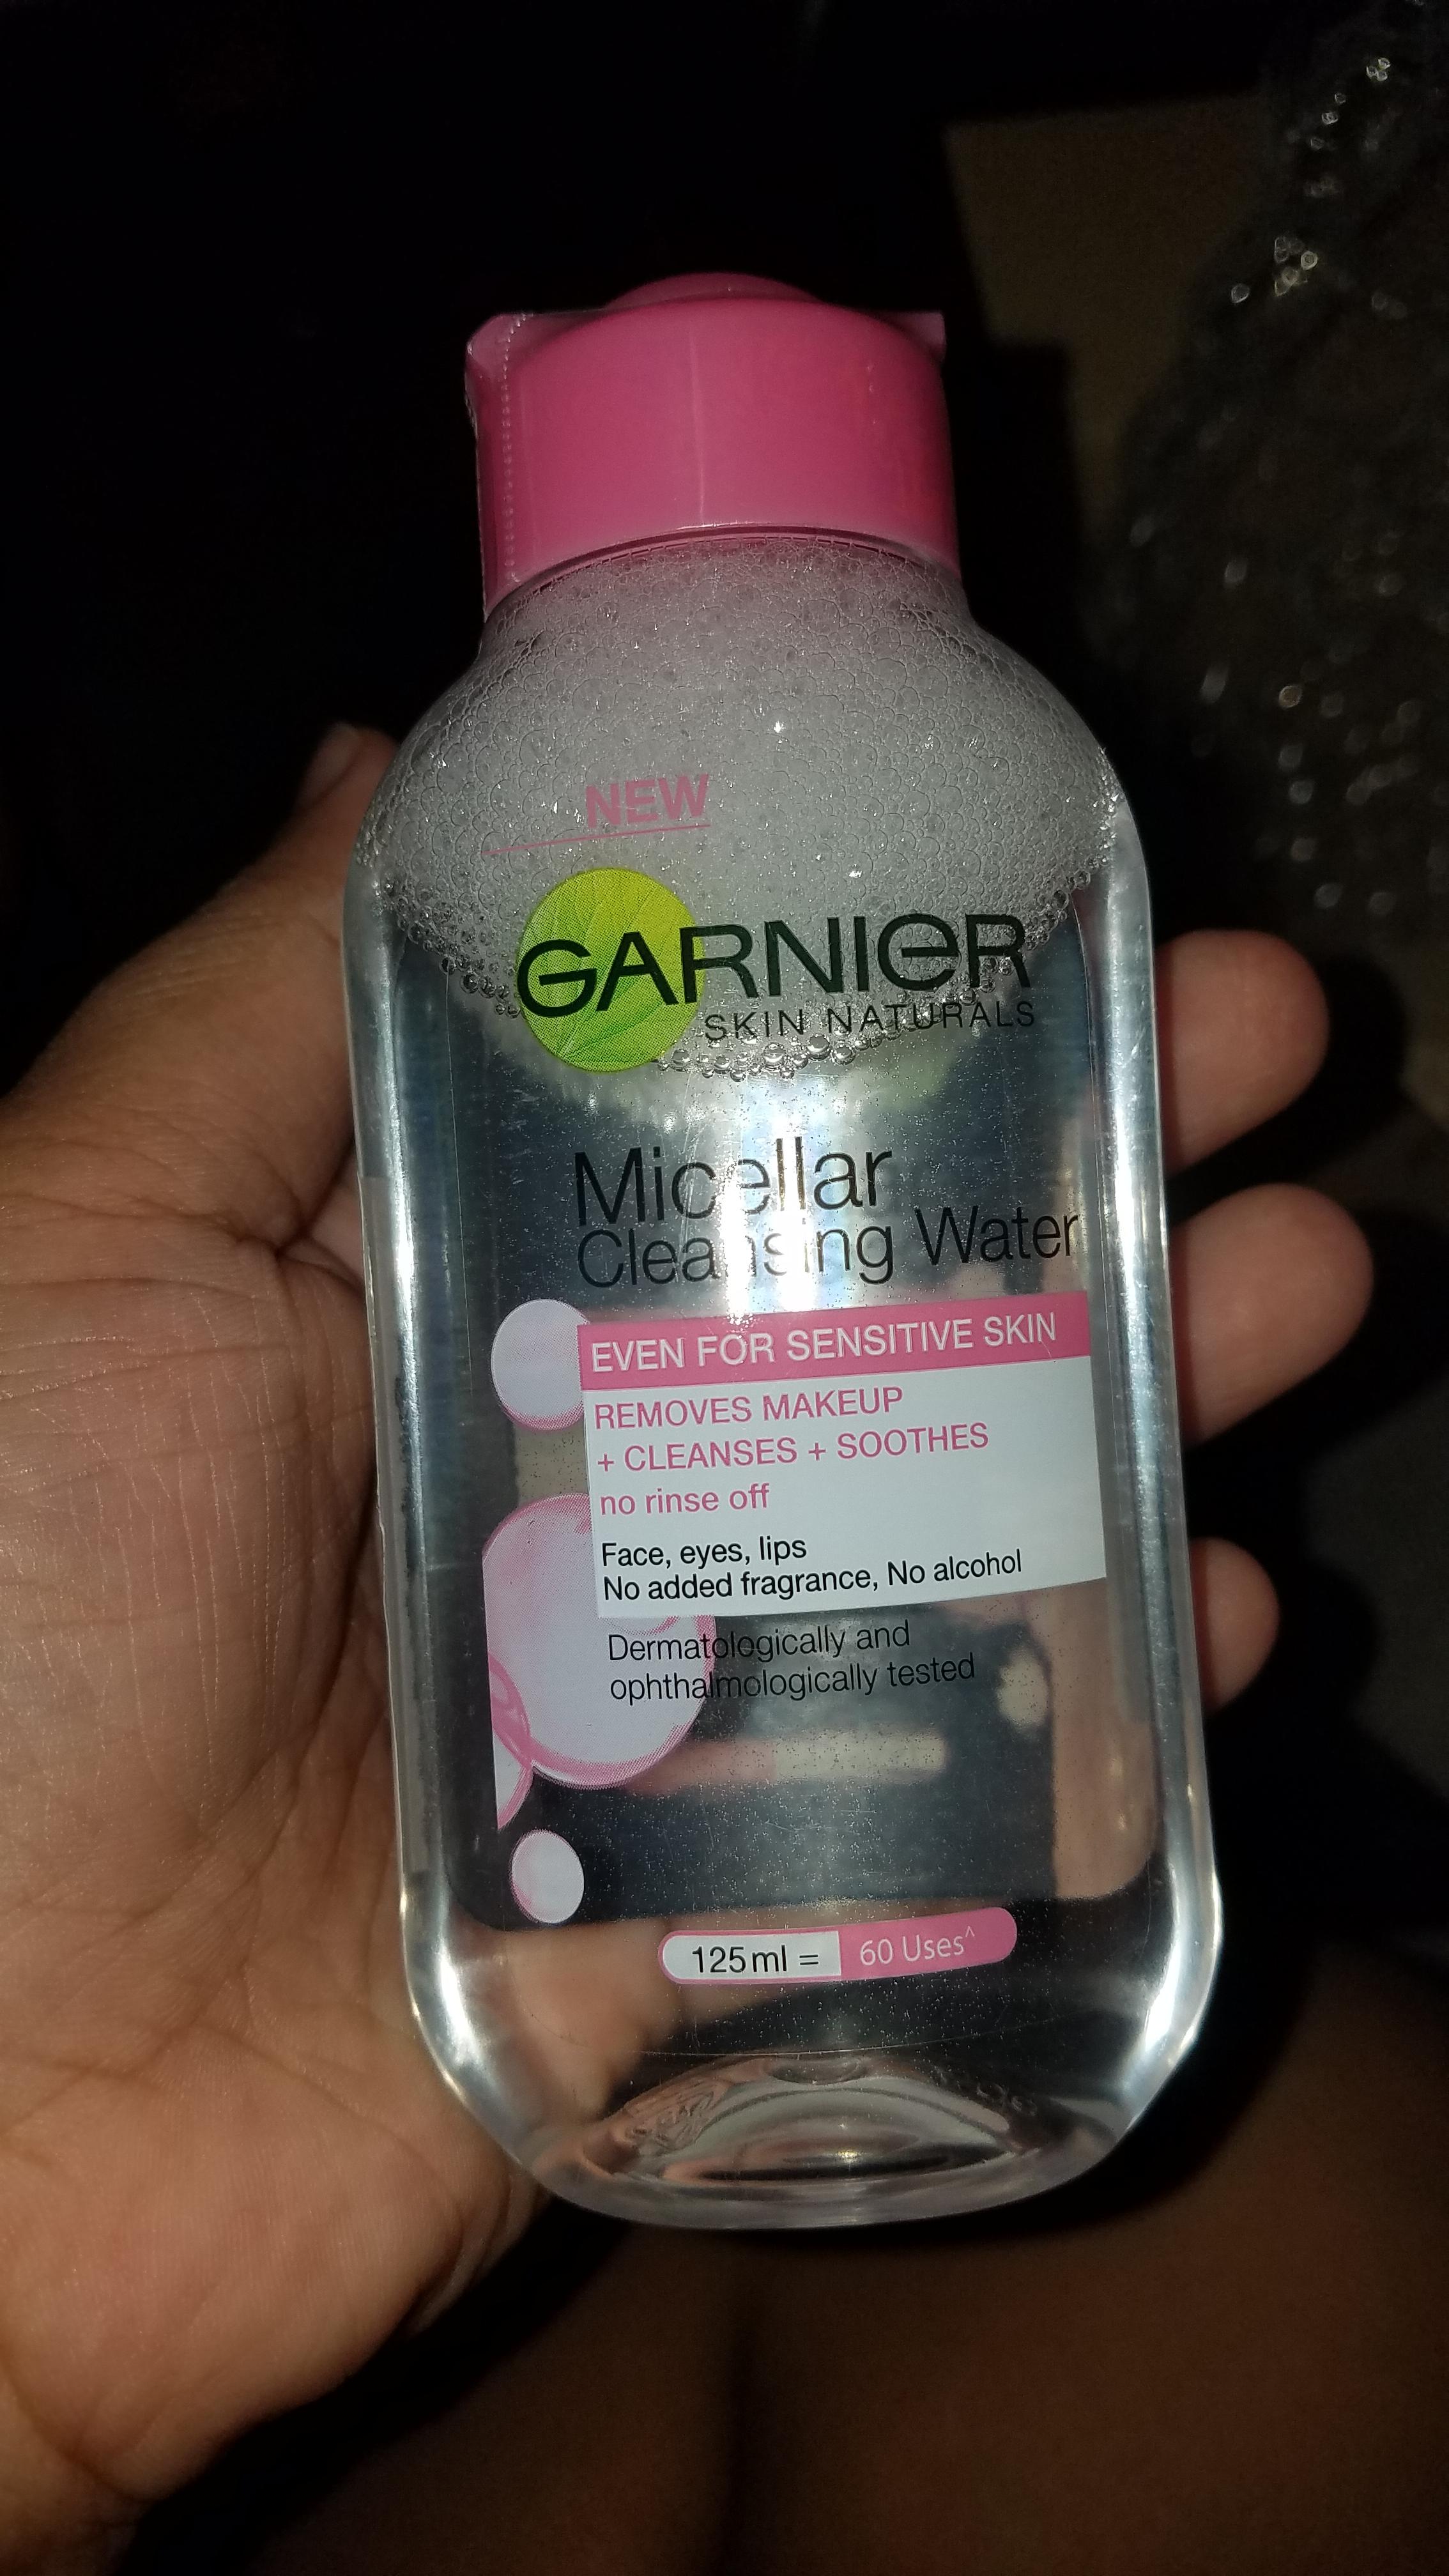 NEW
GARNIER
SKIN NATURALS
Micellar
Cleansing Water
EVEN FOR SENSITIVE SKIN
REMOVES MAKEUP
+ CLEANSES + SOOTHES
no rinse off
Face, eyes, lips
No added fragrance, No alcohol
Dermatologically and
ophthalmologically tested
125ml = 60 Uses^